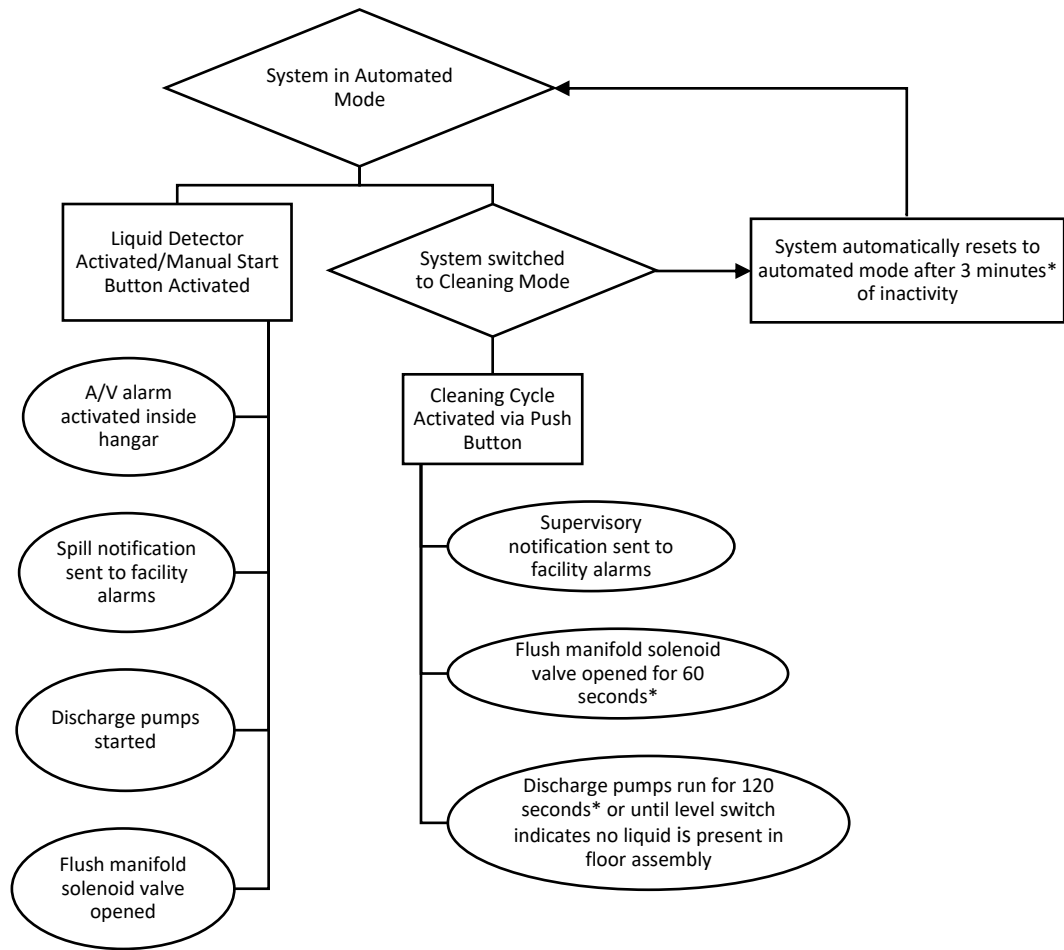 System in Automated
Mode
Liquid Detector
Activated/Manual Start
Button Activated
System switched
to Cleaning Mode
System automatically resets to
automated mode after 3 minutes*
of inactivity
A/V alarm
activated inside
hangar
Cleaning Cycle
Activated via Push
Button
Spill notification
sent to facility
alarms
Supervisory
notification sent to
facility alarms
Flush manifold solenoid
valve opened for 60
seconds*
Discharge pumps
started
Discharge pumps run for 120
seconds* or until level switch
indicates no liquid is present in
floor assembly
Flush manifold
solenoid valve
opened